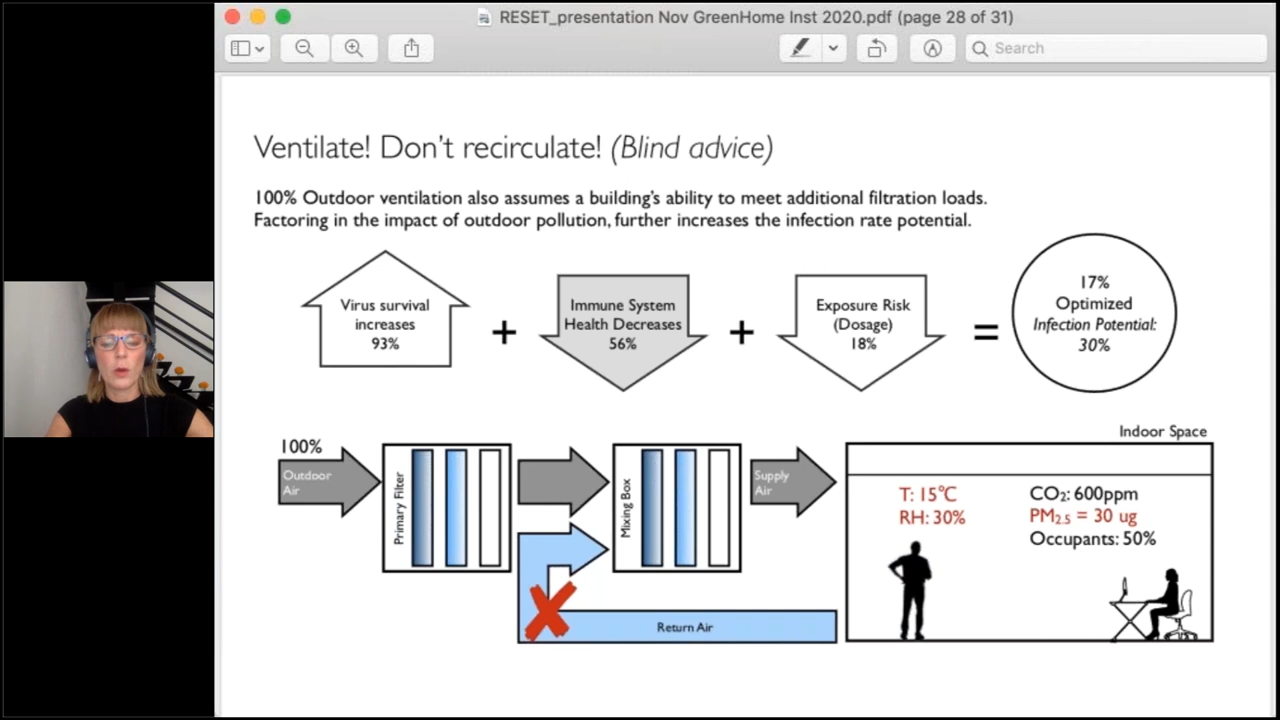 RESET_presentation Nov GreenHome Inst 2020.pdf (page 28 of 31)
Search
Ventilate! Don't recirculate! (Blind advice)
100% Outdoor ventilation also assumes a building's ability to meet additional filtration loads.
Factoring in the impact of outdoor pollution, further increases the infection rate potential.
Virus survival
increases
93%
+
Immune System
Health Decreases
56%
+
Exposure Risk
(Dosage)
18%
=
17%
Optimized
Infection Potential:
30%
100%
Outdoor
Air
Primary Filter
Mixing Box
Supply
Air
Return Air
Indoor Space
T: 15℃
RH: 30%
CO₂: 600ppm
PM₂.₅ = 30 ug
Occupants: 50%